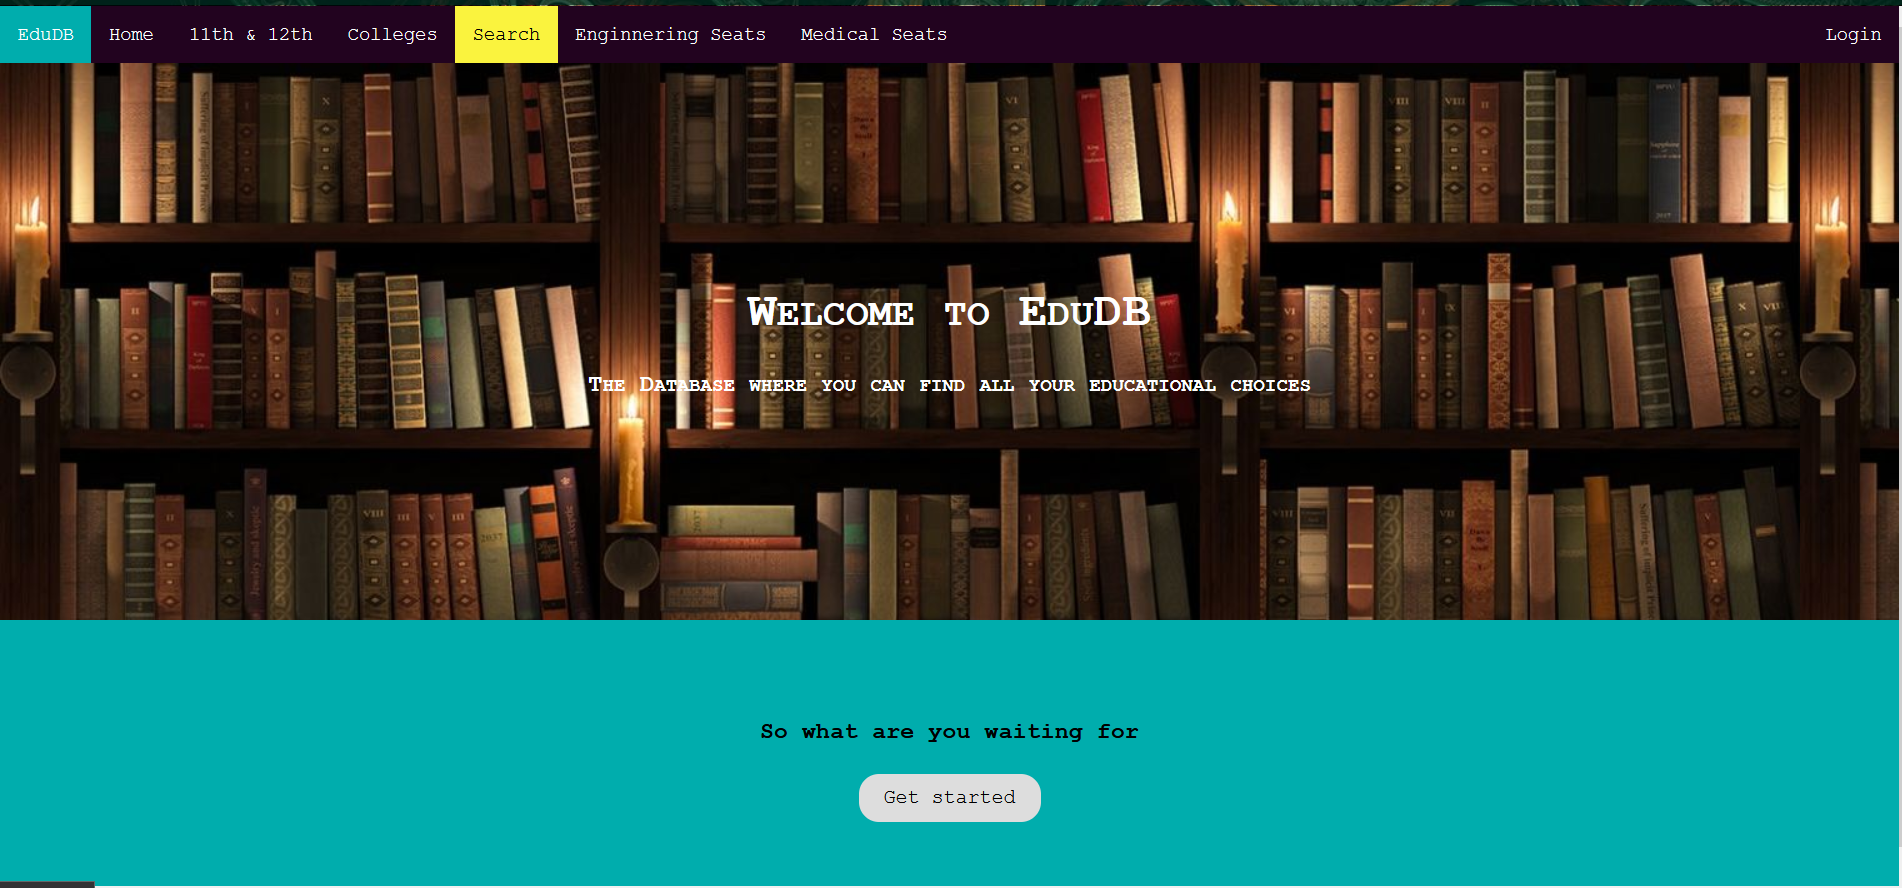 EduDB Home 11th & 12th Colleges Search Enginnering Seats Medical Seats Login
Welcome to EduDB
The Database where you can find all your educational choices
So what are you waiting for
Get started